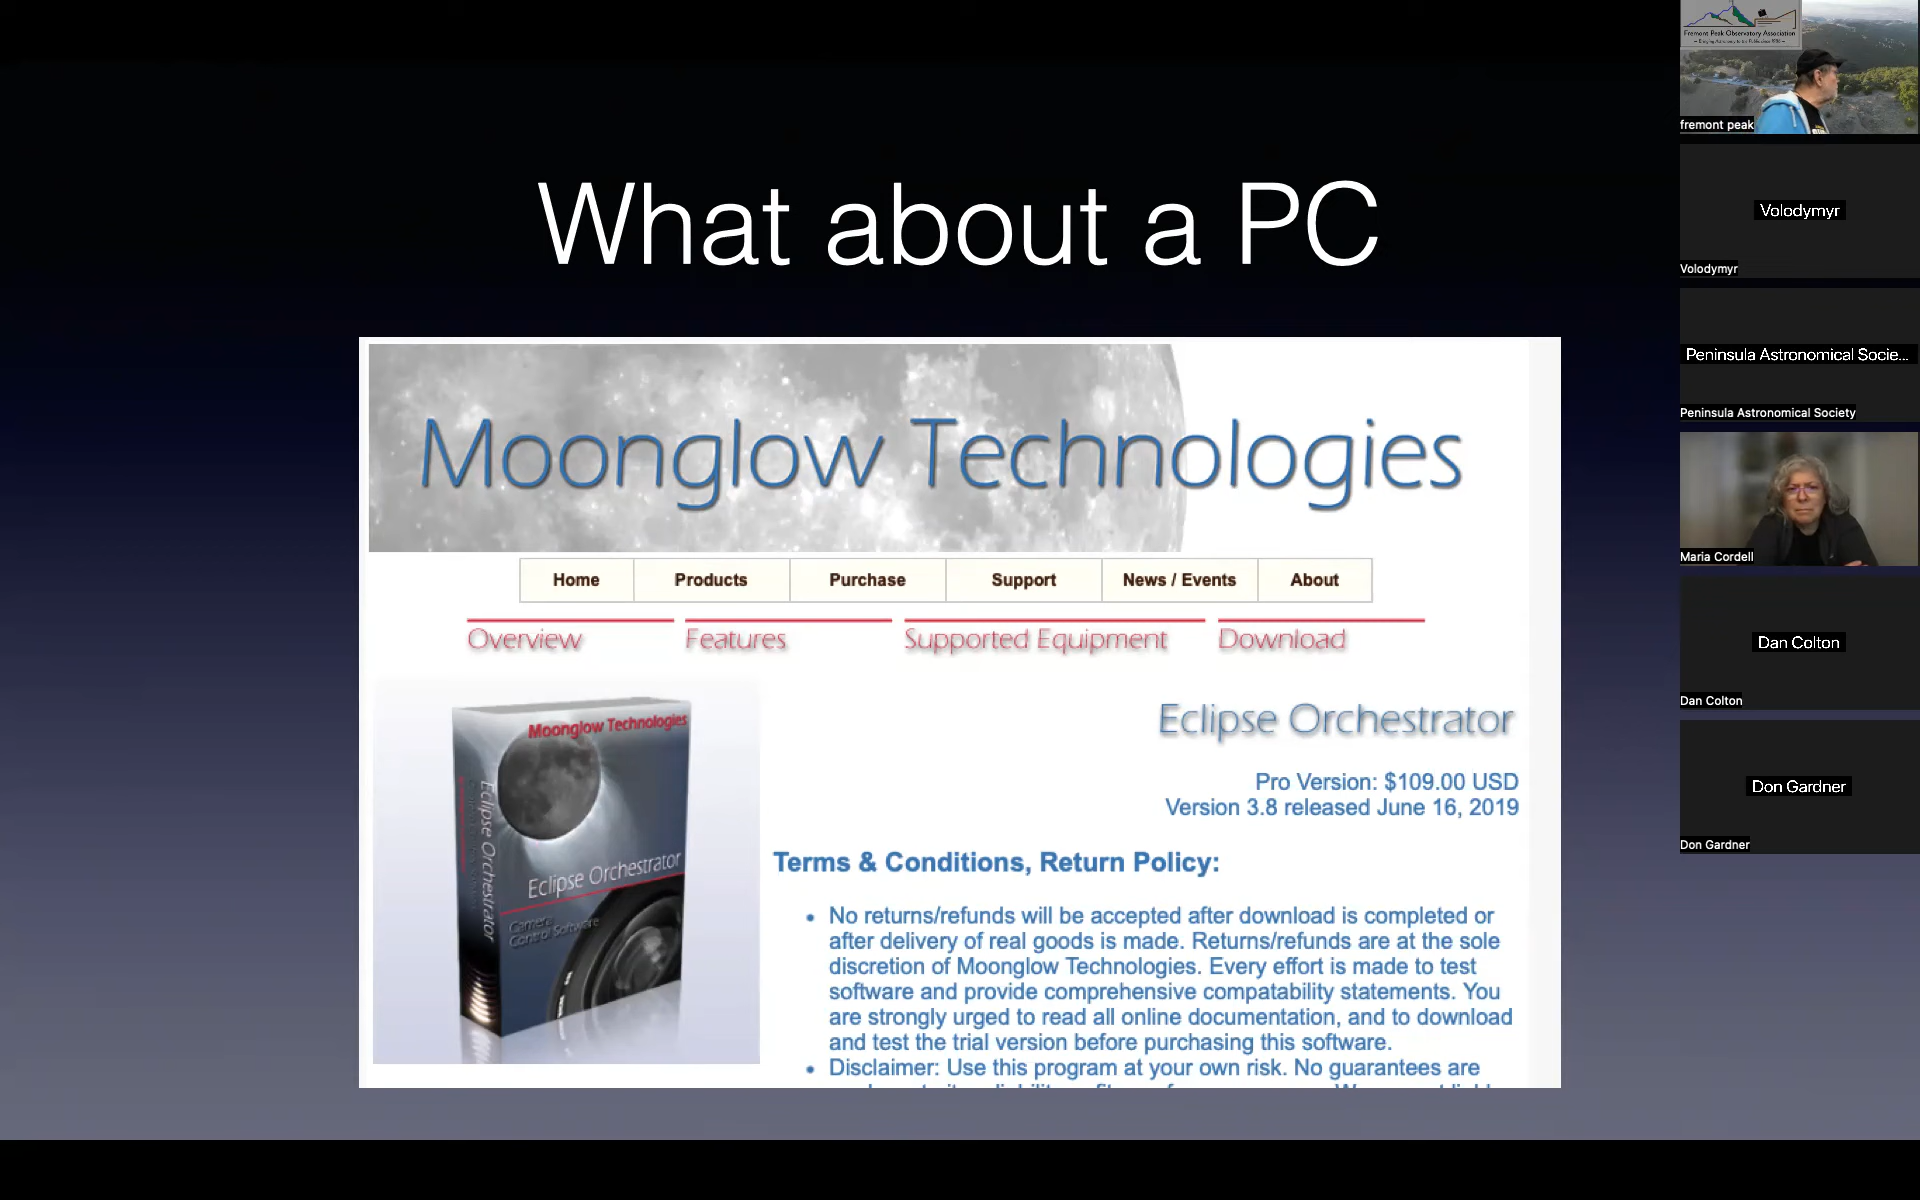 What about a PC
Moonglow Technologies
Home Products Purchase Support News / Events About
Overview Features Supported Equipment Download
Moonglow Technologies
Eclipse Orchestrator
Eclipse Orchestrator
Camera
Control Software
Eclipse Orchestrator
Pro Version: $109.00 USD
Version 3.8 released June 16, 2019
Terms & Conditions, Return Policy:
• No returns/refunds will be accepted after download is completed or
after delivery of real goods is made. Returns/refunds are at the sole
discretion of Moonglow Technologies. Every effort is made to test
software and provide comprehensive compatability statements. You
are strongly urged to read all online documentation, and to download
and test the trial version before purchasing this software.
• Disclaimer: Use this program at your own risk. No guarantees are
Fremont Peak Observatory Association
fremont peak
Volodymyr
Volodymyr
Peninsula Astronomical Socie...
Peninsula Astronomical Society
Maria Cordell
Dan Colton
Dan Colton
Don Gardner
Don Gardner